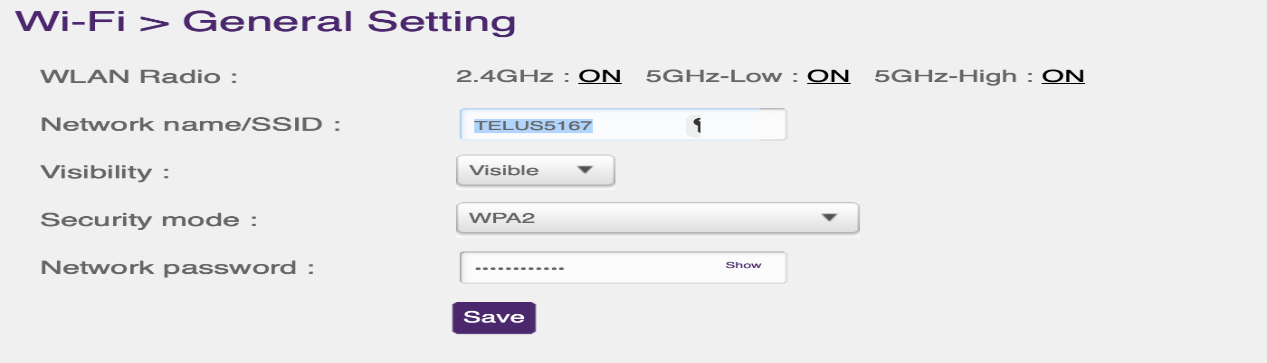 Wi-Fi > General Setting
WLAN Radio : 2.4GHz : ON 5GHz-Low : ON 5GHz-High : ON
Network name/SSID : TELUS5167 ¶
Visibility : Visible
Security mode : WPA2
Network password : ············ Show
Save